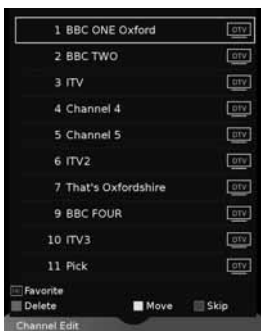 1 BBC ONE Oxford DTV
2 BBC TWO DTV
3 ITV DTV
4 Channel 4 DTV
5 Channel 5 DTV
6 ITV2 DTV
7 That's Oxfordshire DTV
9 BBC FOUR DTV
10 ITV3 DTV
11 Pick DTV
Favorite
Delete Move Skip
Channel Edit